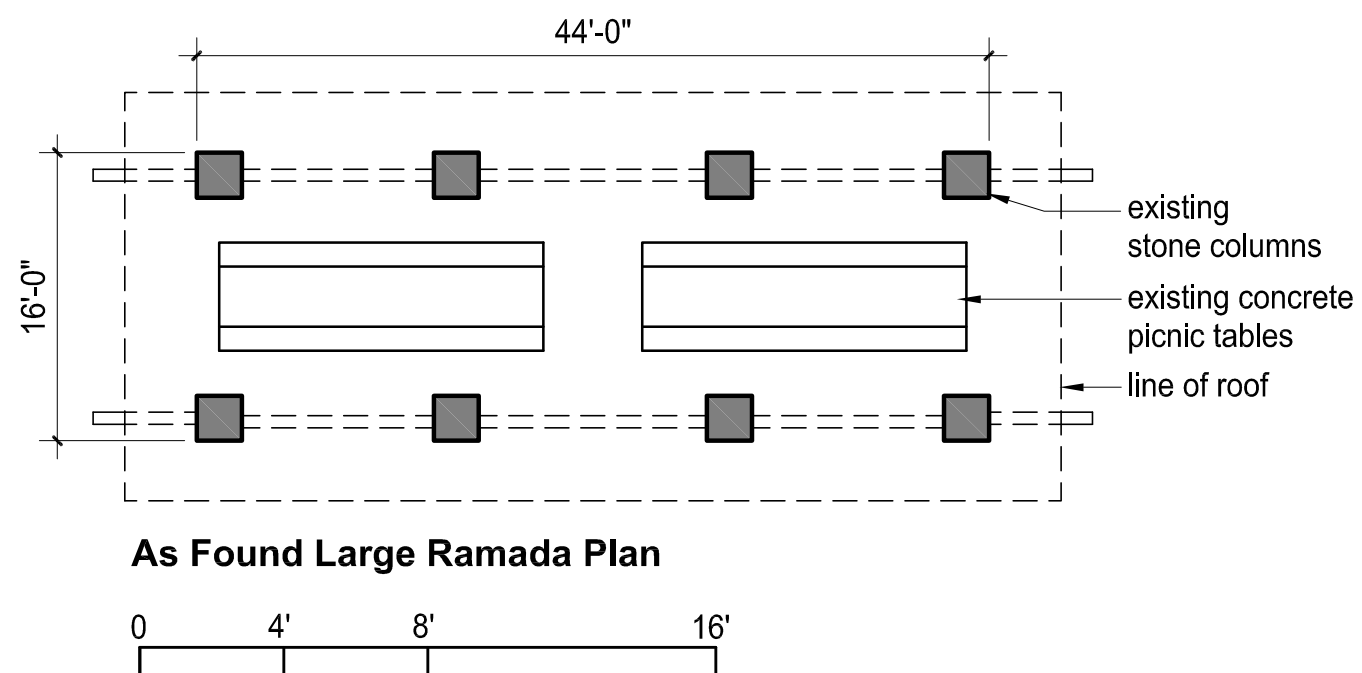 44'-0"
16'-0"
existing
stone columns
existing concrete
picnic tables
line of roof
As Found Large Ramada Plan
0 4' 8' 16'